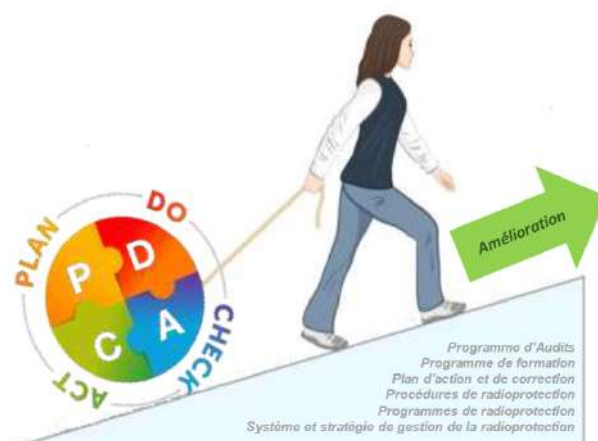 PLAN
DO
CHECK
ACT
P
D
C
A
Amélioration
Programme d'Audits
Programme de formation
Plan d'action et de correction
Procédures de radioprotection
Programmes de radioprotection
Système et stratégie de gestion de la radioprotection